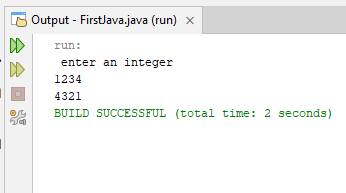 Output - FirstJava.java (run)
run:
enter an integer
1234
4321
BUILD SUCCESSFUL (total time: 2 seconds)